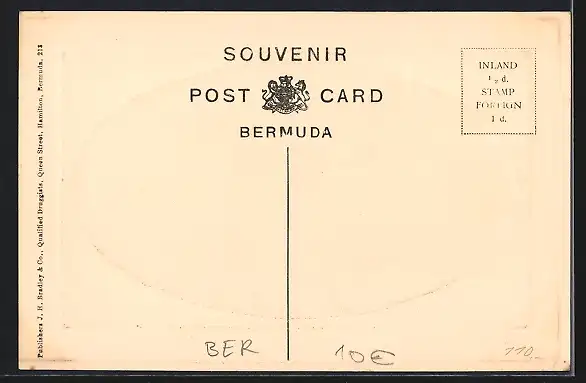 SOUVENIR
POST CARD
BERMUDA
INLAND
½ d.
STAMP
FOREIGN
1 d.
Publishers J. H. Bradley & Co., Qualified Druggists, Queen Street, Hamilton, Bermuda. 213
BER
10€
110,-